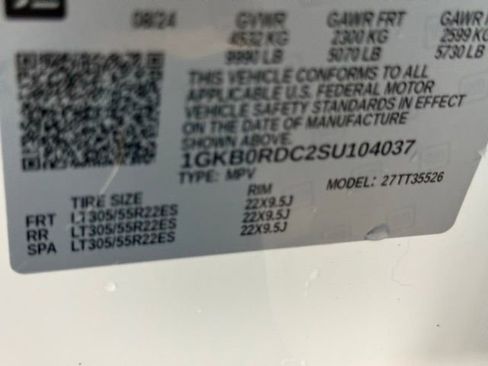 08/24 GVWR GAWR FRT GAWR
4532 KG 2300 KG 2599 KG
9990 LB 5070 LB 5730 LB
THIS VEHICLE CONFORMS TO ALL
APPLICABLE U.S. FEDERAL MOTOR
VEHICLE SAFETY STANDARDS IN EFFECT
ON THE DATE OF MANUFACTURE
SHOWN ABOVE
1GKB0RDC2SU104037
TYPE: MPV MODEL: 27TT35526
TIRE SIZE RIM
FRT LT305/55R22ES 22X9.5J
RR LT305/55R22ES 22X9.5J
SPA LT305/55R22ES 22X9.5J